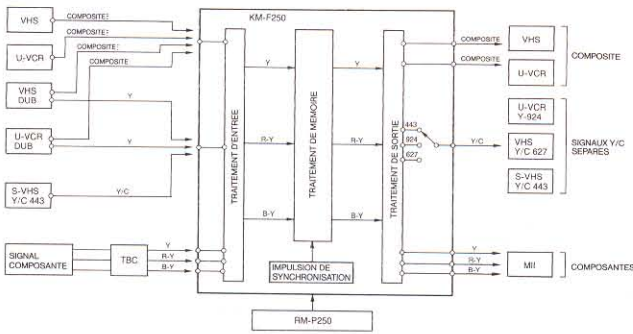 KM-F250
VHS
COMPOSITE
U-VCR
COMPOSITE
COMPOSITE
VHS
DUB
COMPOSITE
Y
U-VCR
DUB
Y
S-VHS
Y/C 443
Y/C
SIGNAL
COMPOSANTE
TBC
Y
R-Y
B-Y
TRAITEMENT D'ENTREE
Y
R-Y
B-Y
TRAITEMENT DE MEMOIRE
IMPULSION DE
SYNCHRONISATION
Y
R-Y
B-Y
TRAITEMENT DE SORTIE
443
924
627
RM-P250
COMPOSITE
VHS
COMPOSITE
U-VCR
COMPOSITE
Y/C
U-VCR
Y-924
VHS
Y/C 627
S-VHS
Y/C 443
SIGNAUX Y/C
SEPARES
Y
R-Y
B-Y
MII
COMPOSANTES